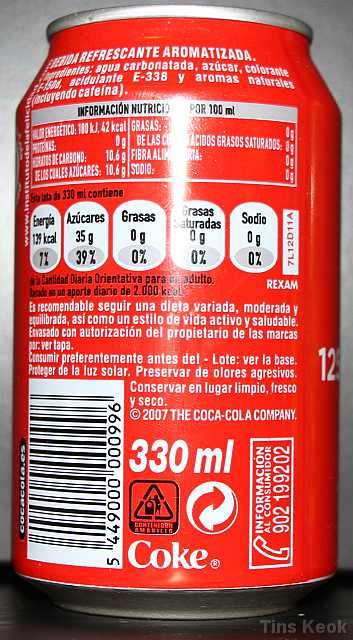 BEBIDA REFRESCANTE AROMATIZADA.
Ingredientes: agua carbonatada, azúcar, colorante
acidulante E-338 y aromas naturales
(incluyendo cafeína).
INFORMACIÓN NUTRICIONAL POR 100 ml
VALOR ENERGÉTICO: 180 kJ, 42 kcal GRASAS: 0 g
PROTEÍNAS: 0 g DE LAS CUALES ÁCIDOS GRASOS SATURADOS: 0 g
HIDRATOS DE CARBONO: 10,6 g FIBRA ALIMENTARIA: 0 g
DE LOS CUALES AZÚCARES: 10,6 g SODIO: 0 g
Esta lata de 330 ml contiene
Energía Azúcares Grasas Grasas Saturadas Sodio
139 kcal 35 g 0 g 0 g 0 g
7% 39 % 0% 0% 0%
7L12D11A
de la Cantidad Diaria Orientativa para un adulto.
Basado en un aporte diario de 2.000 kcal.
REXAM
Es recomendable seguir una dieta variada, moderada y
equilibrada, así como un estilo de vida activo y saludable.
Envasado con autorización del propietario de las marcas
por: ver tapa.
Consumir preferentemente antes del - Lote: ver la base.
Proteger de la luz solar. Preservar de olores agresivos.
Conservar en lugar limpio, fresco
y seco.
© 2007 THE COCA-COLA COMPANY.
12
cocacola.es
5 449000 000996
330 ml
CONTENEDOR
AMARILLO
INFORMACIÓN
AL CONSUMIDOR
902 199202
Coke®
Tins Keok